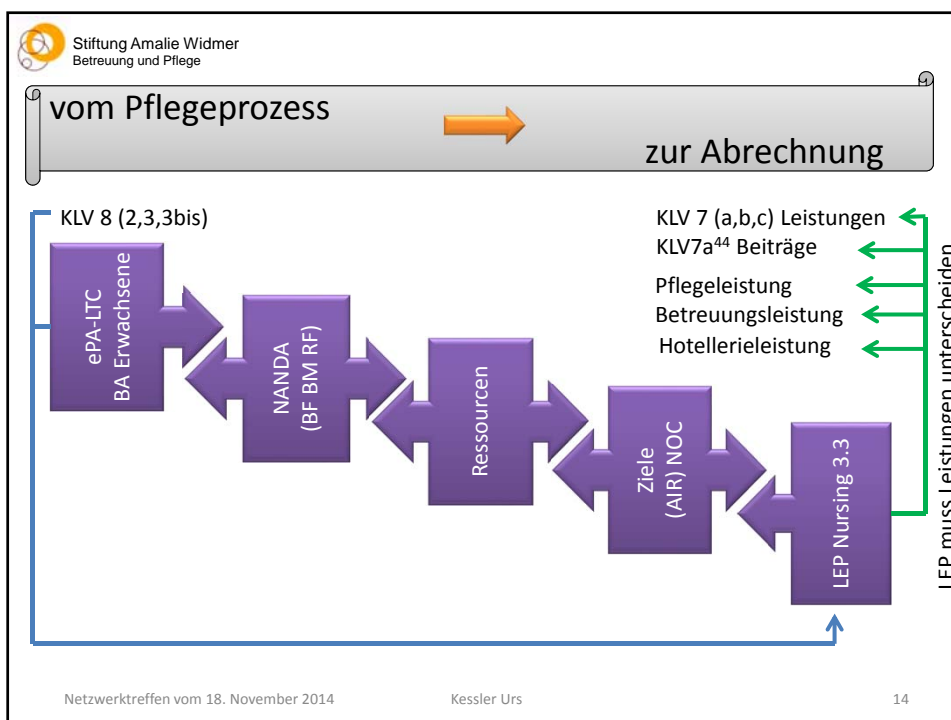 Stiftung Amalie Widmer
Betreuung und Pflege
vom Pflegeprozess
zur Abrechnung
KLV 8 (2,3,3bis)
KLV 7 (a,b,c) Leistungen
KLV7a44 Beiträge
Pflegeleistung
Betreuungsleistung
Hotellerieleistung
ePA-LTC
BA Erwachsene
NANDA
(BF BM RF)
Ressourcen
Ziele
(AIR) NOC
LEP Nursing 3.3
LEP muss Leistungen unterscheiden
Netzwerktreffen vom 18. November 2014
Kessler Urs
14